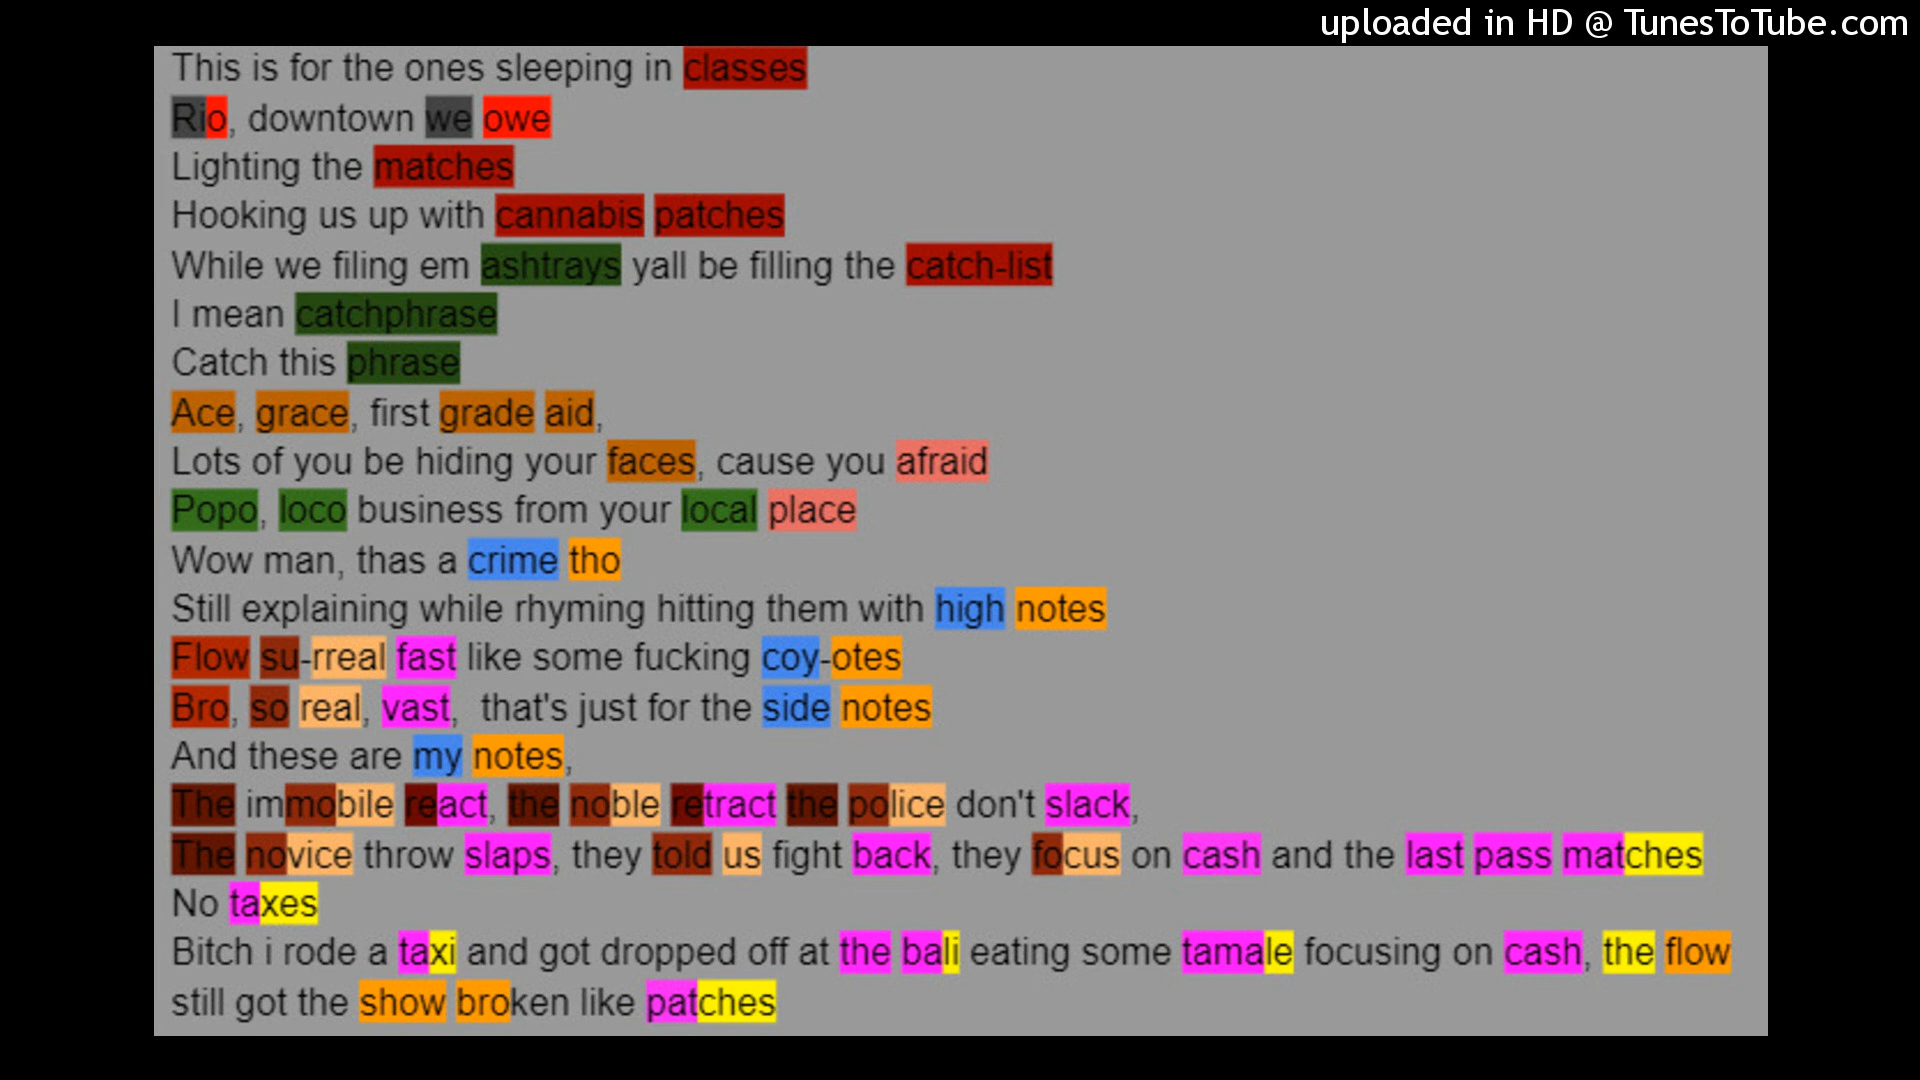 uploaded in HD @ TunesToTube.com
This is for the ones sleeping in classes
Rio, downtown we owe
Lighting the matches
Hooking us up with cannabis patches
While we filing em ashtrays yall be filling the catch-list
I mean catchphrase
Catch this phrase
Ace, grace, first grade aid,
Lots of you be hiding your faces, cause you afraid
Popo, loco business from your local place
Wow man, thas a crime tho
Still explaining while rhyming hitting them with high notes
Flow su-rreal fast like some fucking coy-otes
Bro, so real, vast, that's just for the side notes
And these are my notes,
The immobile react, the noble retract the police don't slack,
The novice throw slaps, they told us fight back, they focus on cash and the last pass matches
No taxes
Bitch i rode a taxi and got dropped off at the bali eating some tamale focusing on cash, the flow
still got the show broken like patches